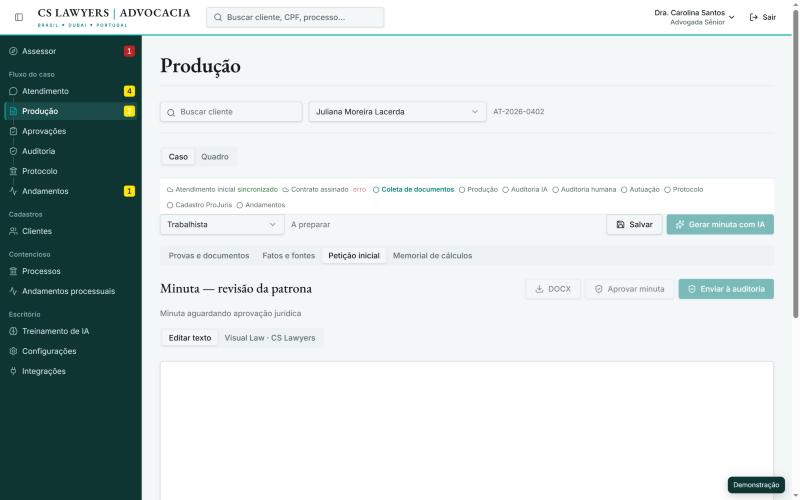 CS LAWYERS | ADVOCACIA
BRASIL • DUBAI • PORTUGAL
Buscar cliente, CPF, processo...
Dra. Carolina Santos
Advogada Sênior
Sair
Assessor 1
Fluxo do caso
Atendimento 4
Produção
Aprovações
Auditoria
Protocolo
Andamentos 1
Cadastros
Clientes
Contencioso
Processos
Andamentos processuais
Escritório
Treinamento de IA
Configurações
Integrações
Produção
Buscar cliente
Juliana Moreira Lacerda
AT-2026-0402
Caso Quadro
Atendimento inicial sincronizado Contrato assinado erro Coleta de documentos Produção Auditoria IA Auditoria humana Autuação Protocolo
Cadastro ProJuris Andamentos
Trabalhista A preparar Salvar Gerar minuta com IA
Provas e documentos Fatos e fontes Petição inicial Memorial de cálculos
Minuta — revisão da patrona DOCX Aprovar minuta Enviar à auditoria
Minuta aguardando aprovação jurídica
Editar texto Visual Law · CS Lawyers
Demonstração